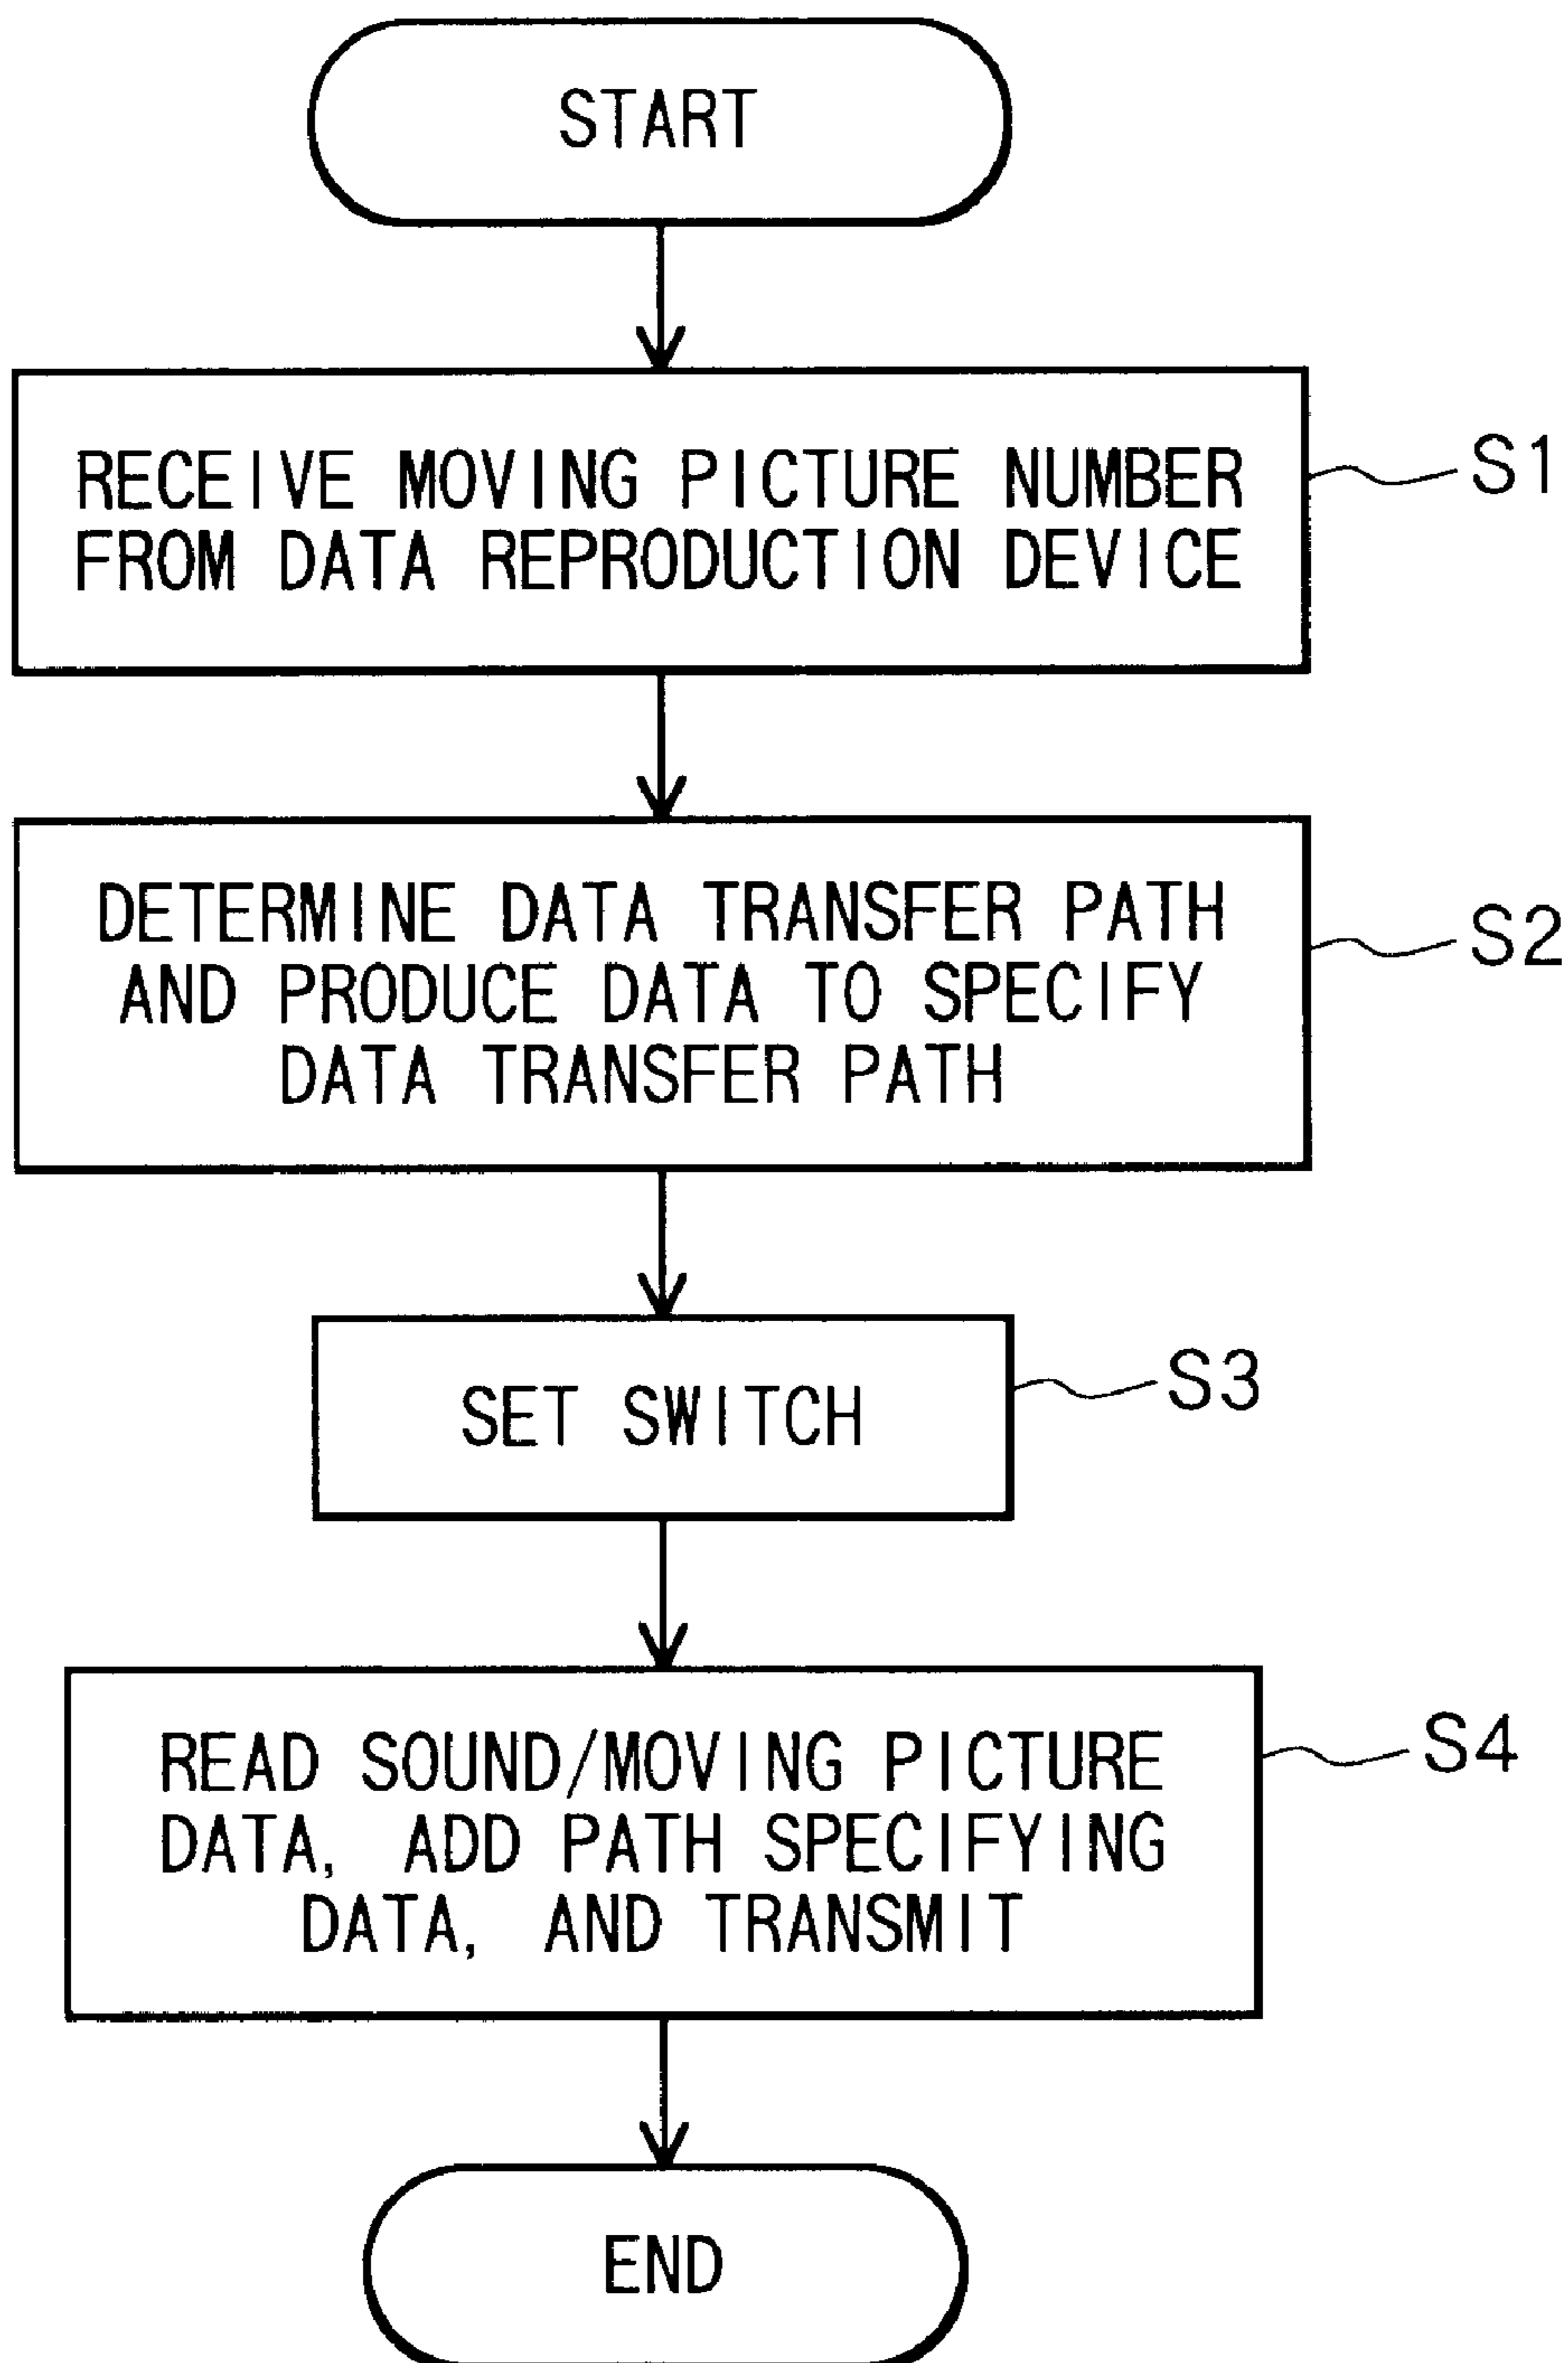 START
RECEIVE MOVING PICTURE NUMBER
FROM DATA REPRODUCTION DEVICE
S1
DETERMINE DATA TRANSFER PATH
AND PRODUCE DATA TO SPECIFY
DATA TRANSFER PATH
S2
SET SWITCH
S3
READ SOUND/MOVING PICTURE
DATA, ADD PATH SPECIFYING
DATA, AND TRANSMIT
S4
END